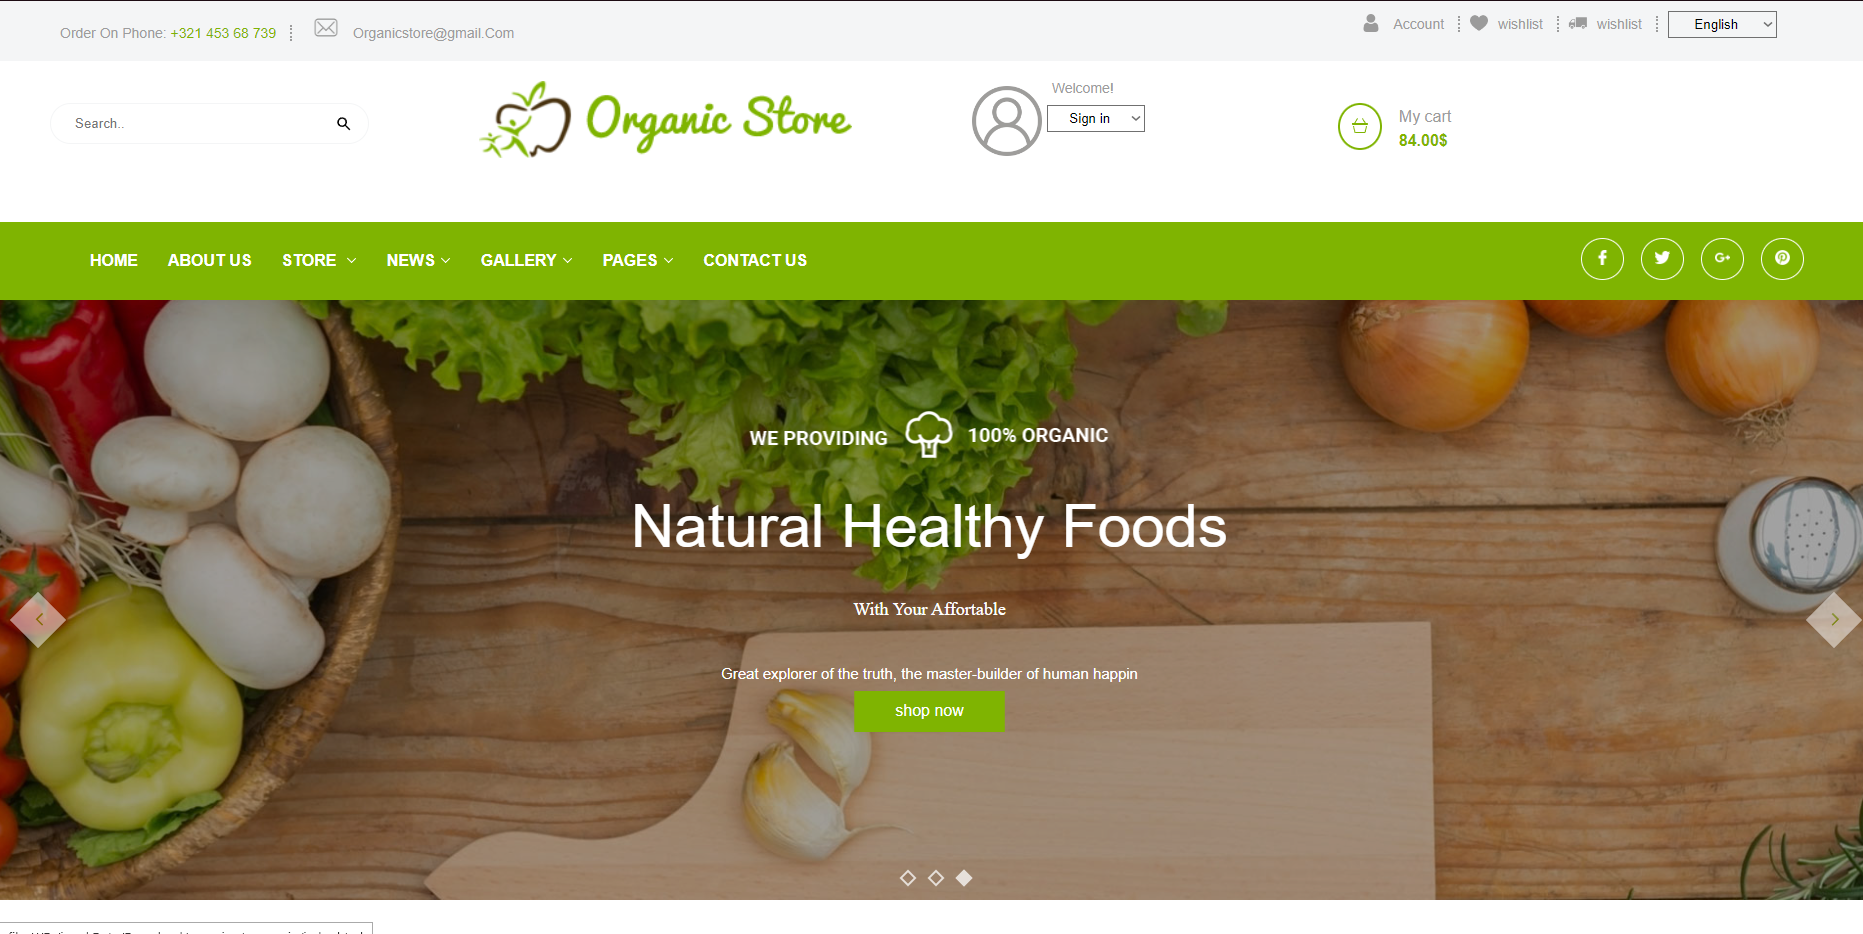 Order On Phone: +321 453 68 739
Organicstore@gmail.Com
Account
wishlist
wishlist
English
Search..
Organic Store
Welcome!
Sign in
My cart
84.00$
HOME
ABOUT US
STORE
NEWS
GALLERY
PAGES
CONTACT US
WE PROVIDING
100% ORGANIC
Natural Healthy Foods
With Your Affortable
Great explorer of the truth, the master-builder of human happin
shop now